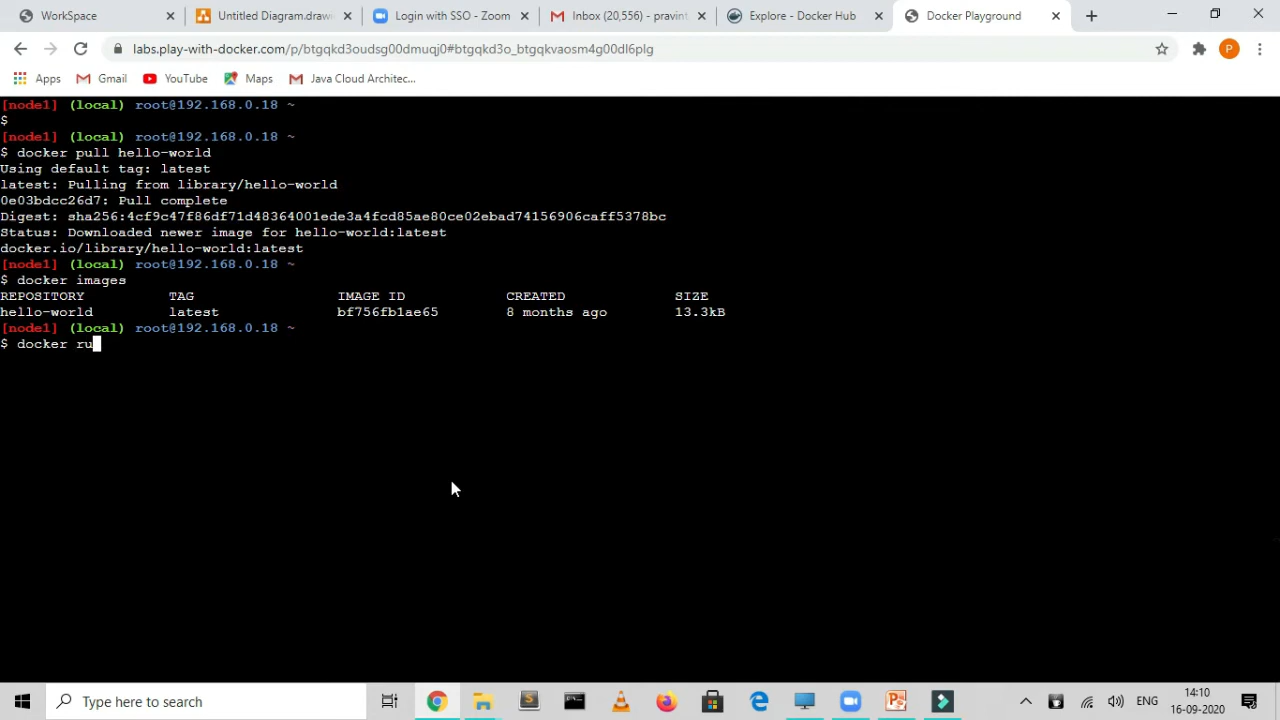 WorkSpace
Untitled Diagram.draw
Login with SSO - Zoom
Inbox (20,556) - pravint
Explore - Docker Hub
Docker Playground
labs.play-with-docker.com/p/btgqkd3oudsg00dmuqj0#btgqkd3o_btgqkvaosm4g00dl6plg
P
Apps
Gmail
YouTube
Maps
Java Cloud Architec...
[node1] (local) root@192.168.0.18 ~
$
[node1] (local) root@192.168.0.18 ~
$ docker pull hello-world
Using default tag: latest
latest: Pulling from library/hello-world
0e03bdcc26d7: Pull complete
Digest: sha256:4cf9c47f86df71d48364001ede3a4fcd85ae80ce02ebad74156906caff5378bc
Status: Downloaded newer image for hello-world:latest
docker.io/library/hello-world:latest
[node1] (local) root@192.168.0.18 ~
$ docker images
REPOSITORY TAG IMAGE ID CREATED SIZE
hello-world latest bf756fb1ae65 8 months ago 13.3kB
[node1] (local) root@192.168.0.18 ~
$ docker ru
Type here to search
ENG
14:10
16-09-2020